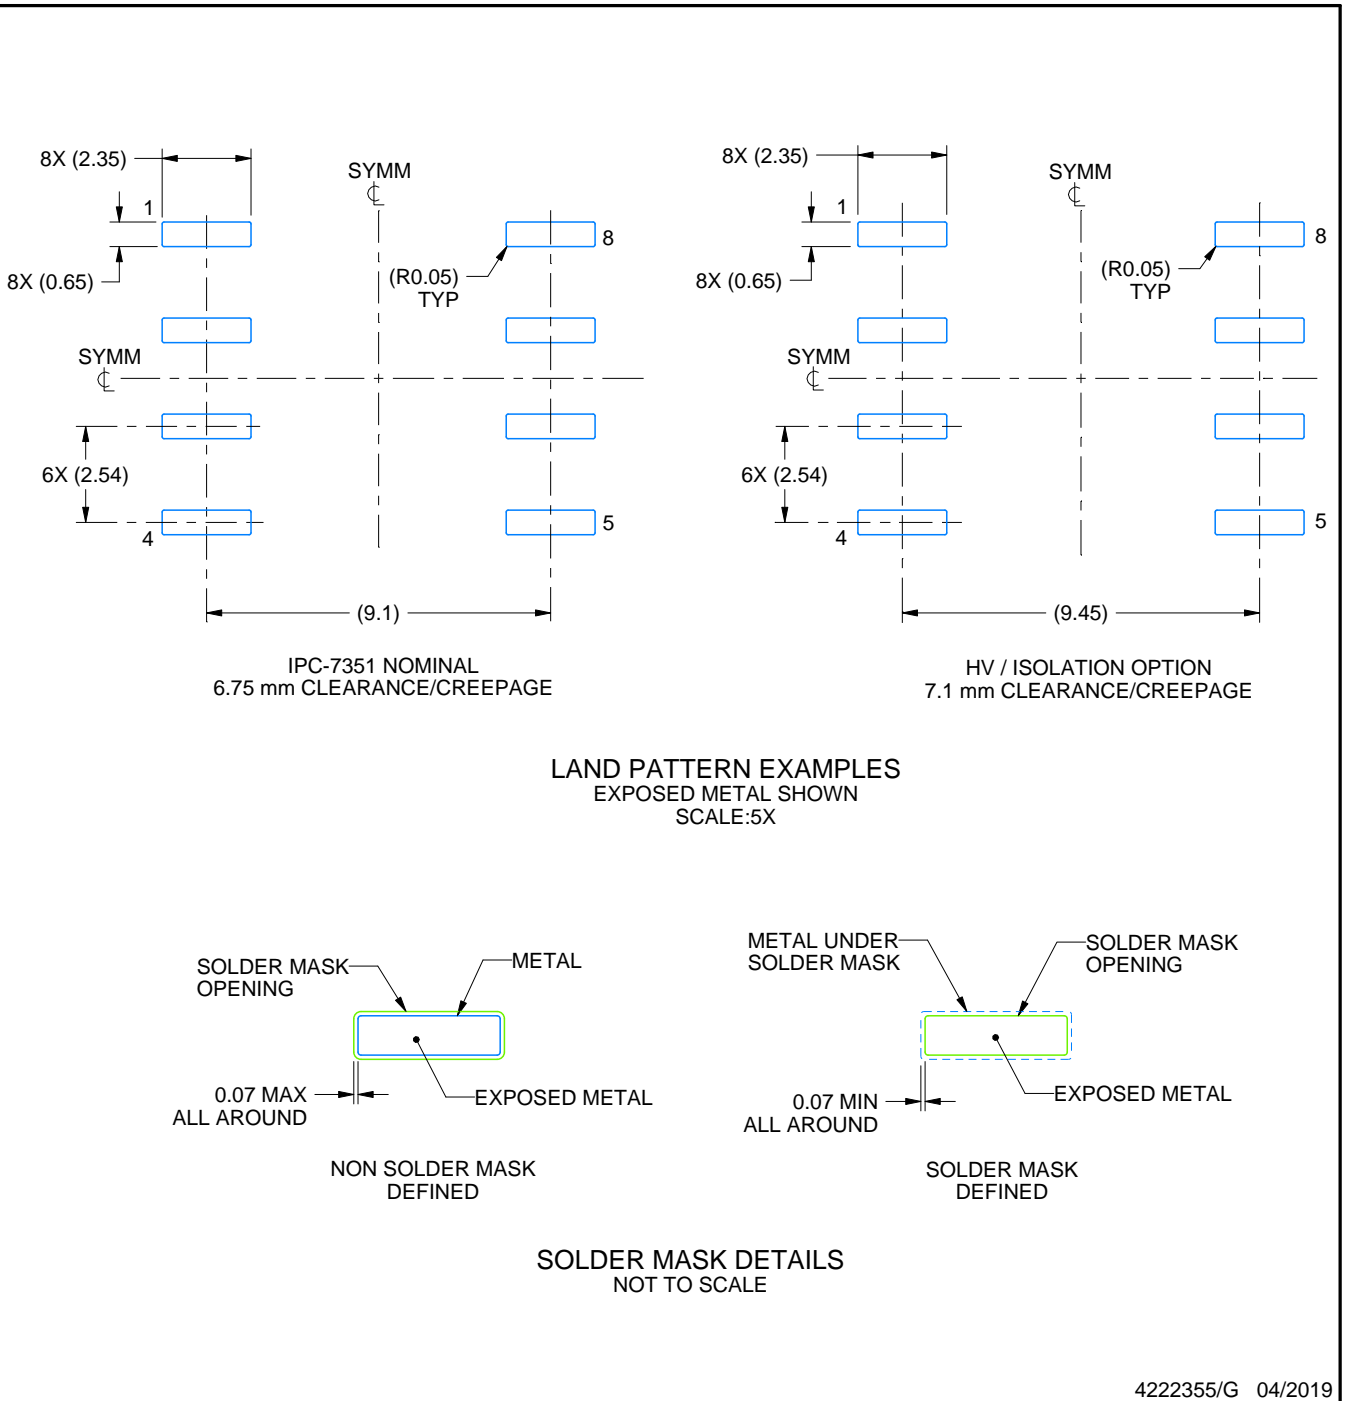 8X (2.35)
SYMM
1
8
8X (0.65)
(R0.05)
TYP
SYMM
6X (2.54)
4
5
(9.1)
IPC-7351 NOMINAL
6.75 mm CLEARANCE/CREEPAGE
8X (2.35)
SYMM
1
8
8X (0.65)
(R0.05)
TYP
SYMM
6X (2.54)
4
5
(9.45)
HV / ISOLATION OPTION
7.1 mm CLEARANCE/CREEPAGE
LAND PATTERN EXAMPLES
EXPOSED METAL SHOWN
SCALE:5X
SOLDER MASK
OPENING
METAL
0.07 MAX
ALL AROUND
EXPOSED METAL
NON SOLDER MASK
DEFINED
METAL UNDER
SOLDER MASK
SOLDER MASK
OPENING
0.07 MIN
ALL AROUND
EXPOSED METAL
SOLDER MASK
DEFINED
SOLDER MASK DETAILS
NOT TO SCALE
4222355/G 04/2019